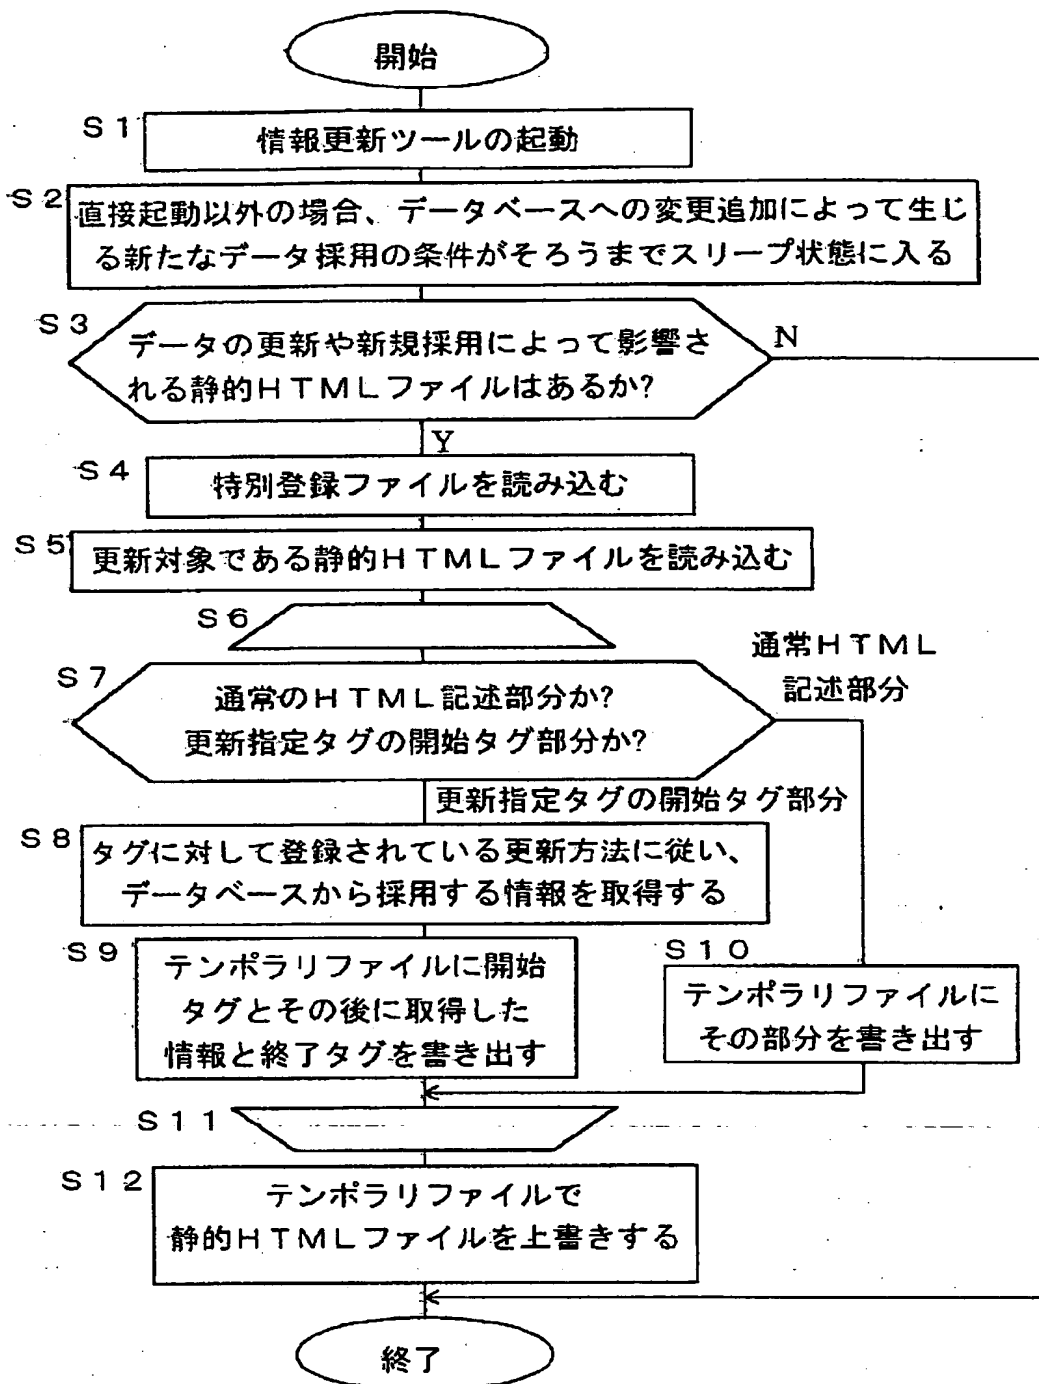 開始
S1
情報更新ツールの起動
S2
直接起動以外の場合、データベースへの変更追加によって生じ
る新たなデータ採用の条件がそろうまでスリープ状態に入る
S3
データの更新や新規採用によって影響さ
れる静的HTMLファイルはあるか?
N
Y
S4
特別登録ファイルを読み込む
S5
更新対象である静的HTMLファイルを読み込む
S6
S7
通常のHTML記述部分か?
更新指定タグの開始タグ部分か?
通常HTML
記述部分
更新指定タグの開始タグ部分
S8
タグに対して登録されている更新方法に従い、
データベースから採用する情報を取得する
S9
テンポラリファイルに開始
タグとその後に取得した
情報と終了タグを書き出す
S10
テンポラリファイルに
その部分を書き出す
S11
S12
テンポラリファイルで
静的HTMLファイルを上書きする
終了